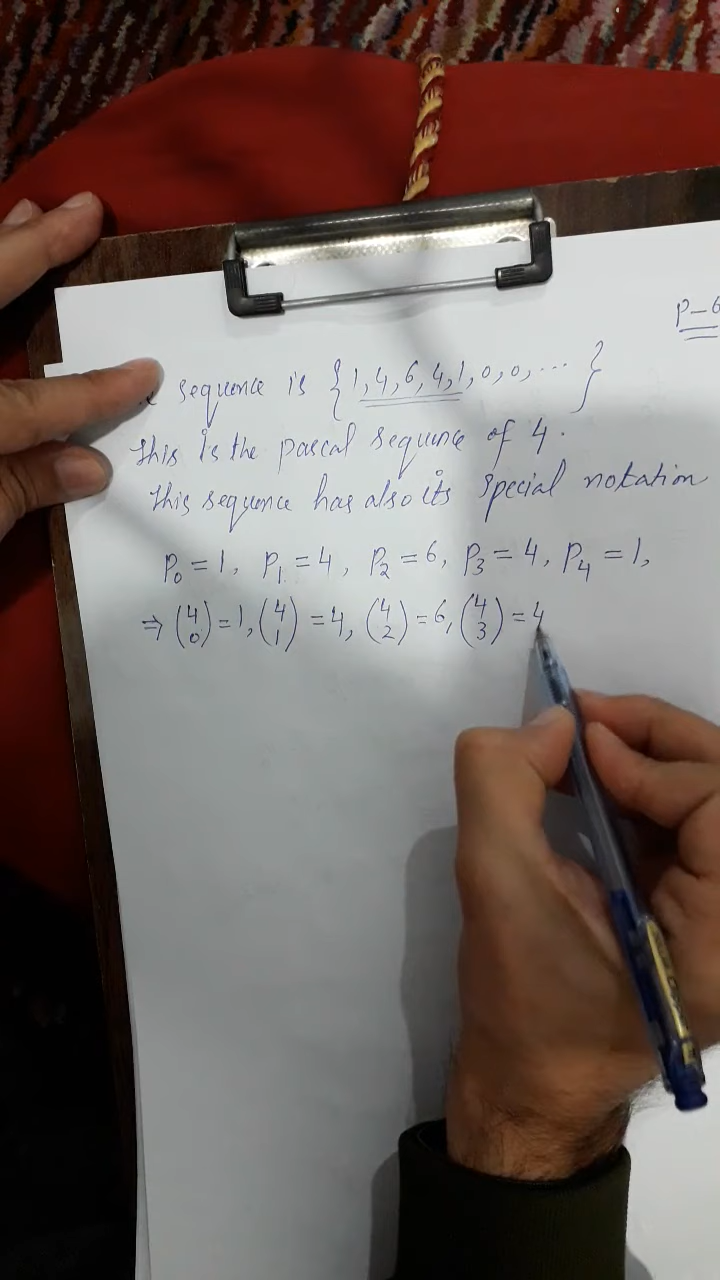 P-6
sequence is {1,4,6,4,1,0,0,...}
This is the pascal sequence of 4.
This sequence has also its special notation
P₀ = 1, P₁ = 4, P₂ = 6, P₃ = 4, P₄ = 1,
⇒ (4 0) = 1, (4 1) = 4, (4 2) = 6, (4 3) = 4